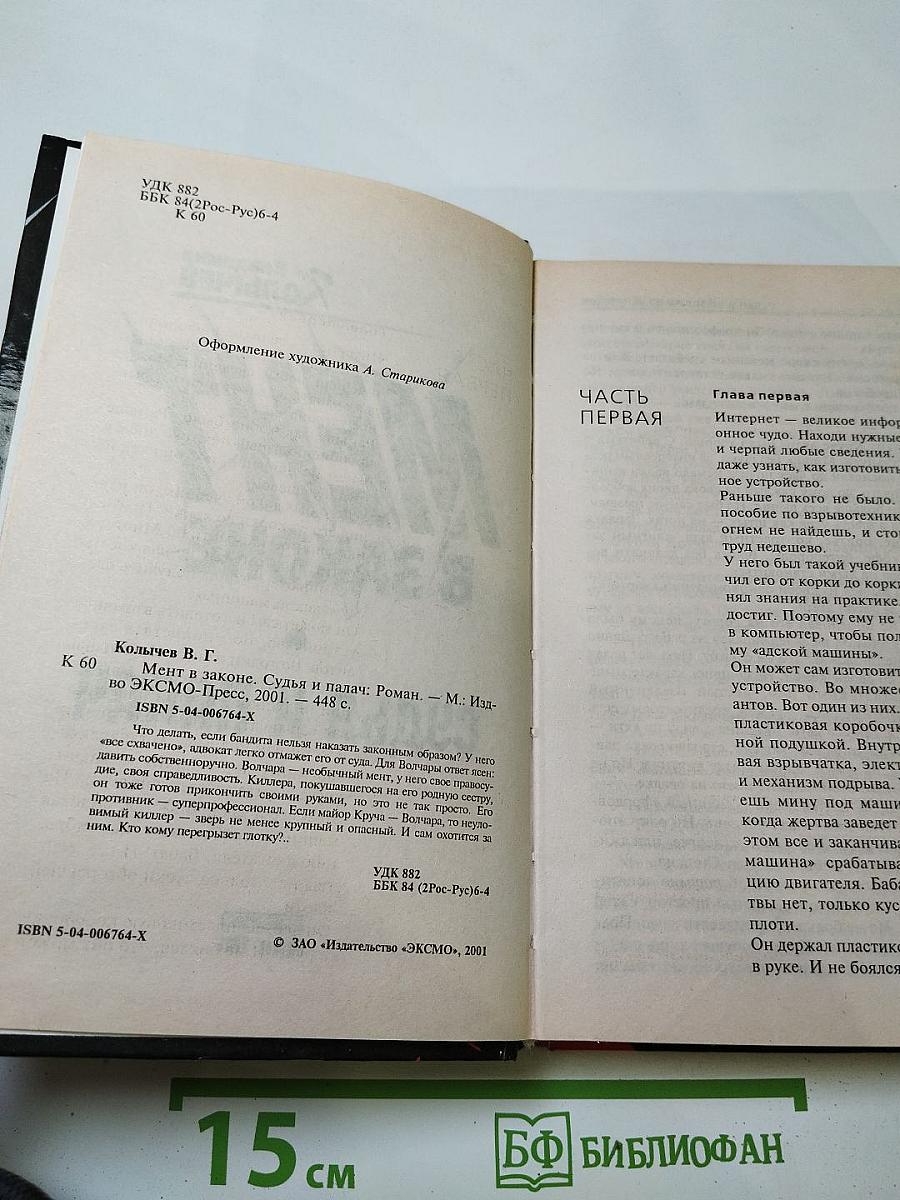 УДК 882
ББК 84(2Рос-Рус)6-4
К 60
Оформление художника А. Старикова
Колычев В. Г.
К 60
Мент в законе. Судья и палач: Роман. — М.: Изд-
во ЭКСМО-Пресс, 2001. — 448 с.
ISBN 5-04-006764-X
Что делать, если бандита нельзя наказать законным образом? У него
«все схвачено», адвокат легко отмажет его от суда. Для Волчары ответ ясен:
давить собственноручно. Волчара — необычный мент, у него свое правосу-
дие, своя справедливость. Киллера, покушавшегося на его родную сестру,
он тоже готов прикончить своими руками, но это не так просто. Его
противник — суперпрофессионал. Если майор Круча — Волчара, то неуло-
вимый киллер — зверь не менее крупный и опасный. И сам охотится за
ним. Кто кому перегрызет глотку?..
УДК 882
ББК 84 (2Рос-Рус)6-4
ISBN 5-04-006764-X
© ЗАО «Издательство «ЭКСМО», 2001
ЧАСТЬ
ПЕРВАЯ
Глава первая
Интернет — великое инфор
онное чудо. Находи нужные
и черпай любые сведения.
даже узнать, как изготовить
ное устройство.
Раньше такого не было.
пособие по взрывотехник
огнем не найдешь, и сто
труд недешево.
У него был такой учебни
чил его от корки до корк
нял знания на практике.
достиг. Поэтому ему не
в компьютер, чтобы пол
му «адской машины».
Он может сам изготовит
устройство. Во множе
антов. Вот один из них.
пластиковая коробочк
ной подушкой. Внутр
вая взрывчатка, элект
и механизм подрыва.
ешь мину под маши
когда жертва заведет
этом все и заканчива
машина» срабатыва
цию двигателя. Баба
твы нет, только кус
плоти.
Он держал пластико
в руке. И не боялся
15 см
БФ БИБЛИОФАН